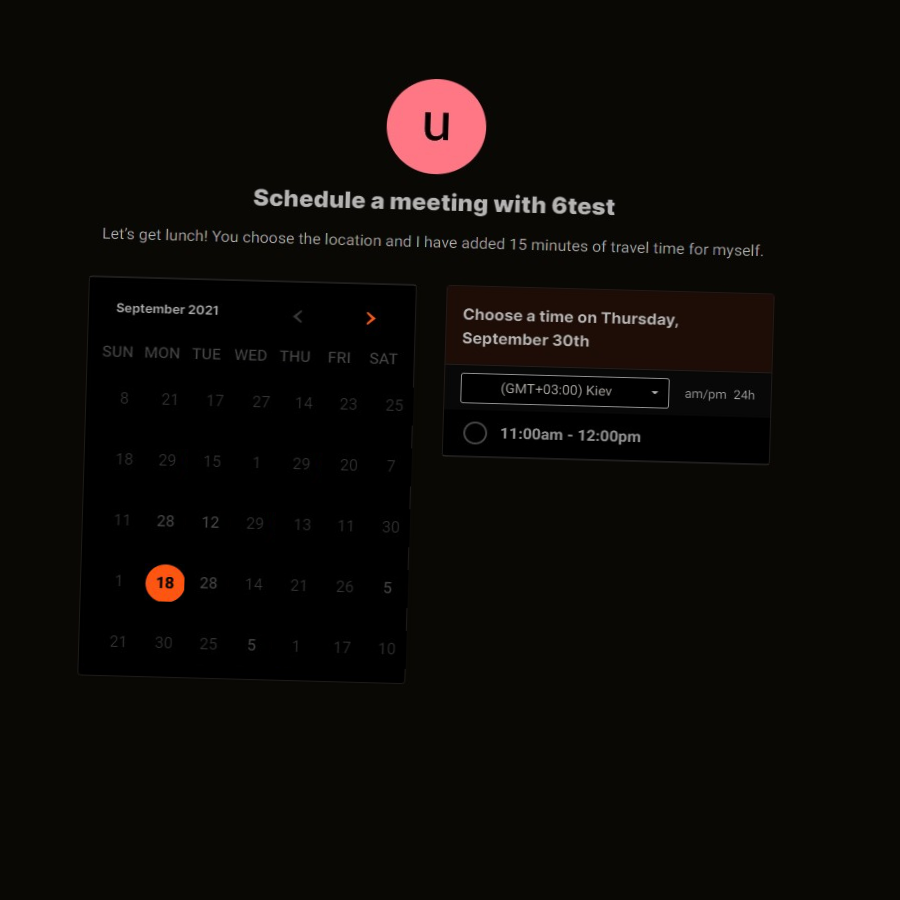 u
Schedule a meeting with 6test
Let's get lunch! You choose the location and I have added 15 minutes of travel time for myself.
September 2021
SUN MON TUE WED THU FRI SAT
8 21 17 27 14 23 25
18 29 15 1 29 20 7
11 28 12 29 13 11 30
1 18 28 14 21 26 5
21 30 25 5 1 17 10
Choose a time on Thursday,
September 30th
(GMT+03:00) Kiev am/pm 24h
11:00am - 12:00pm